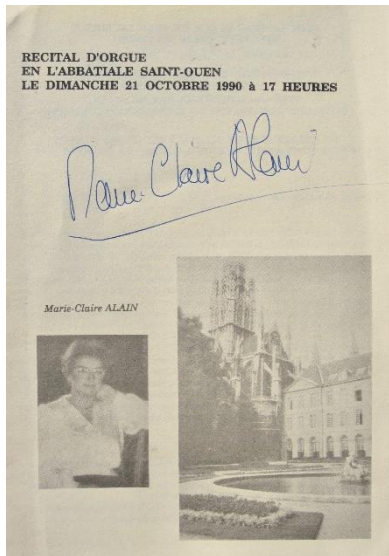 RECITAL D'ORGUE
EN L'ABBATIALE SAINT-OUEN
LE DIMANCHE 21 OCTOBRE 1990 à 17 HEURES
Marie-Claire Alain
Marie-Claire ALAIN